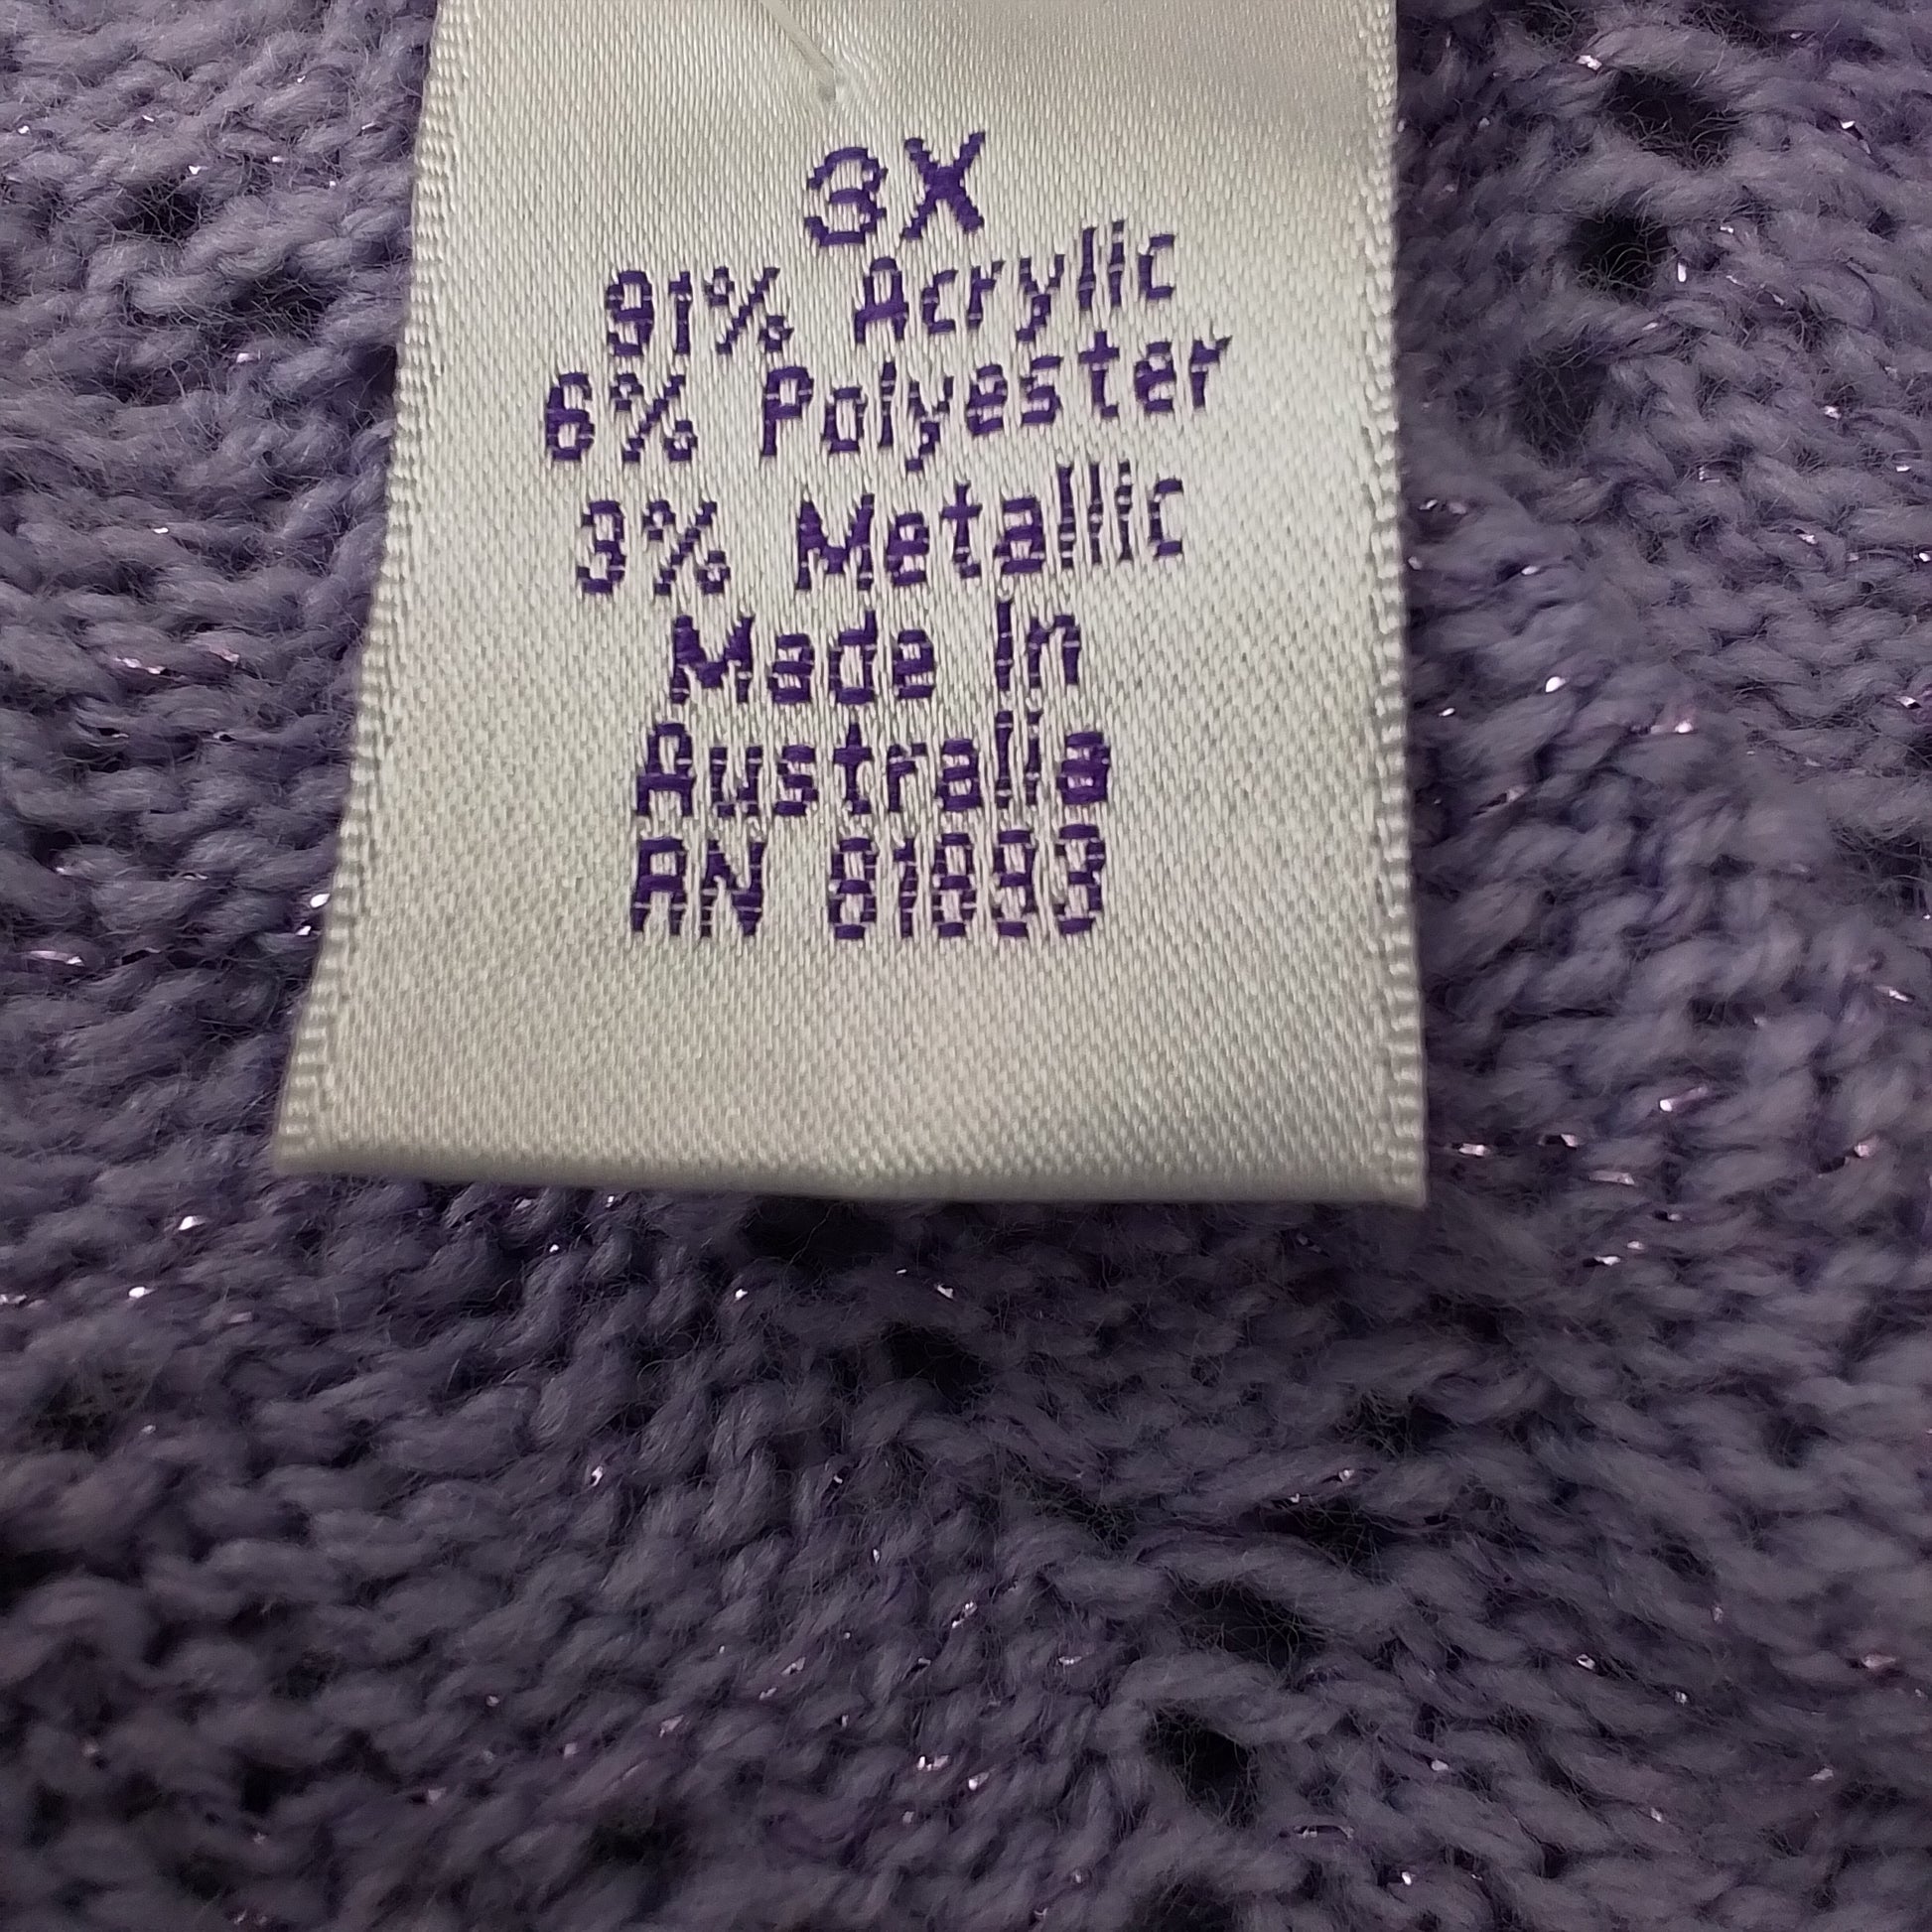 3X
91% Acrylic
6% Polyester
3% Metallic
Made In
Australia
RN 81893